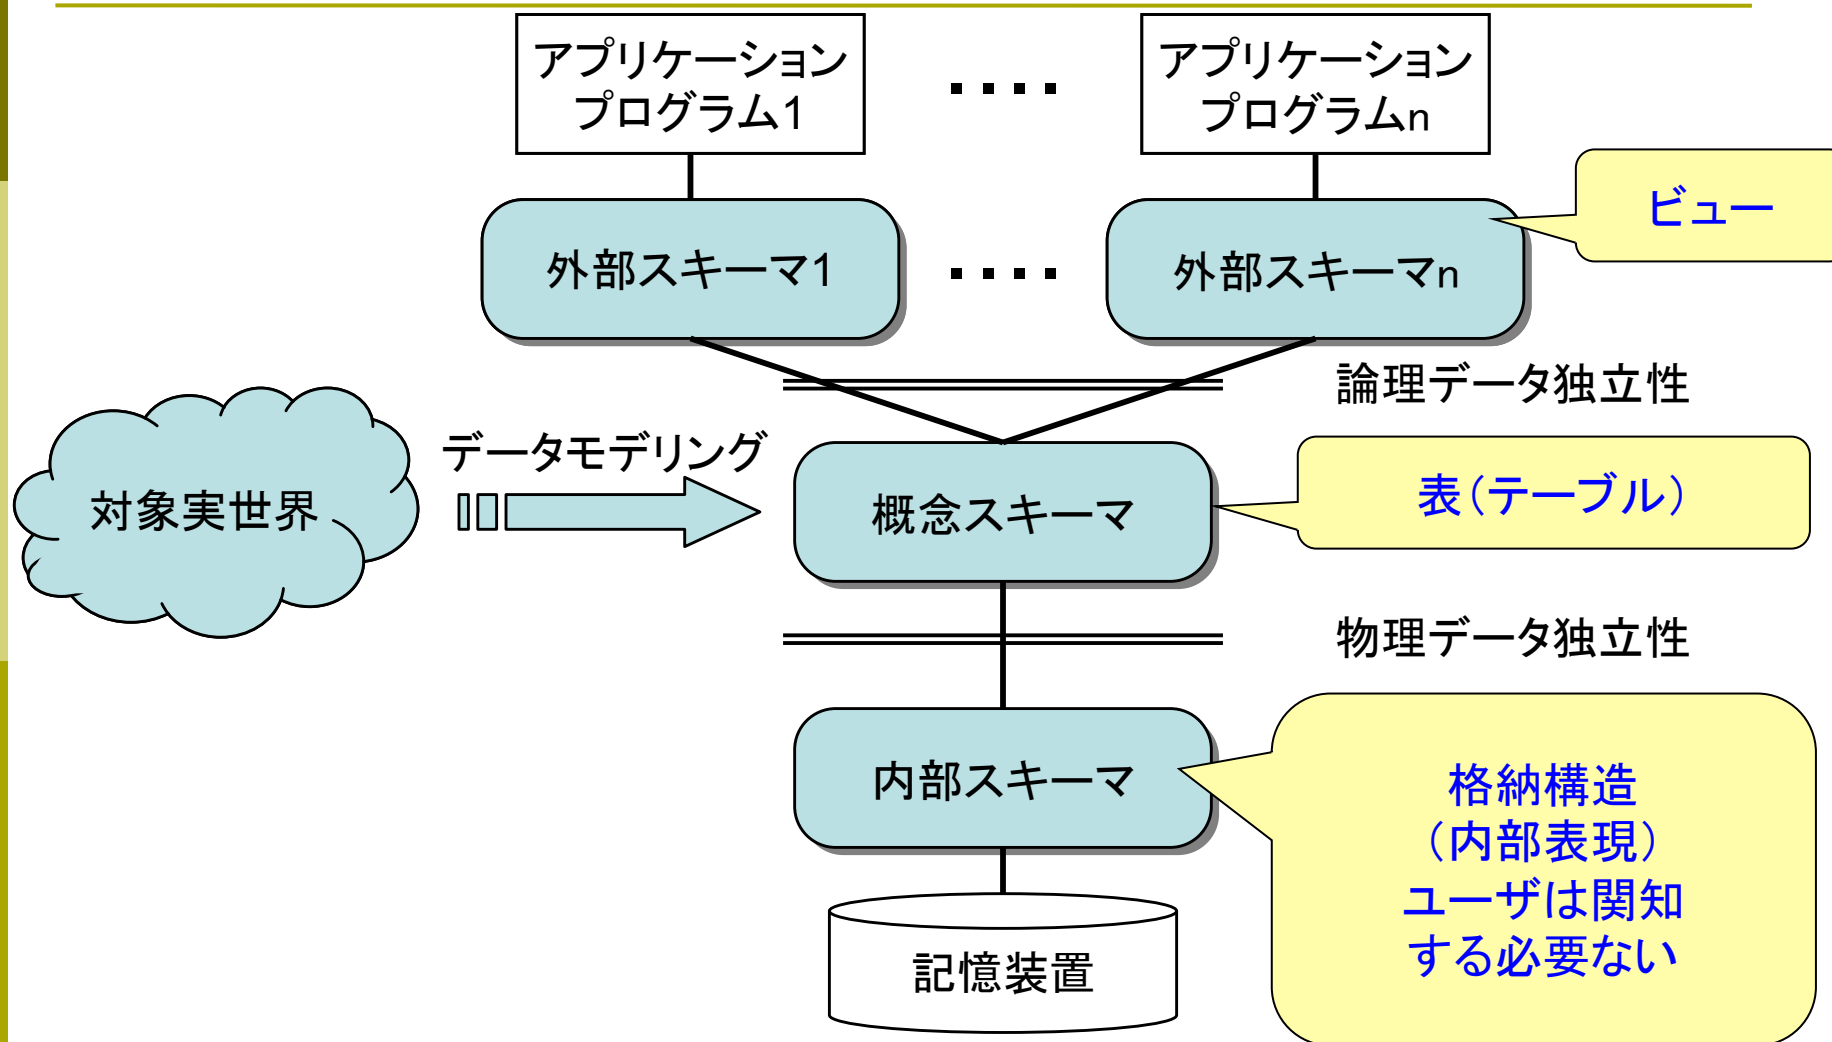 アプリケーション
プログラム1
‥‥
アプリケーション
プログラムn
ビュー
外部スキーマ1
‥‥
外部スキーマn
論理データ独立性
データモデリング
対象実世界
概念スキーマ
表(テーブル)
物理データ独立性
内部スキーマ
格納構造
(内部表現)
ユーザは関知
する必要ない
記憶装置